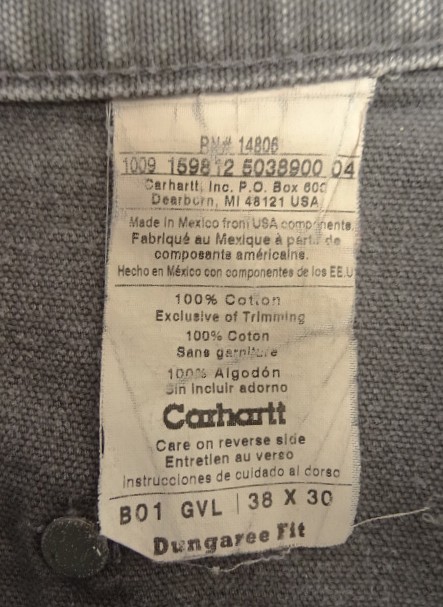 RN# 14806
1009 159812 5038900 04
Carhartt, Inc. P.O. Box 600
Dearborn, MI 48121 USA
Made in Mexico from USA components
Fabriqué au Mexique à partir de
composants américains.
Hecho en México con componentes de los EE.U
100% Cotton
Exclusive of Trimming
100% Coton
Sans garniture
100% Algodón
Sin incluir adorno
Carhartt
Care on reverse side
Entretien au verso
Instrucciones de cuidado al dorso
B01 GVL | 38 X 30
Dungaree Fit